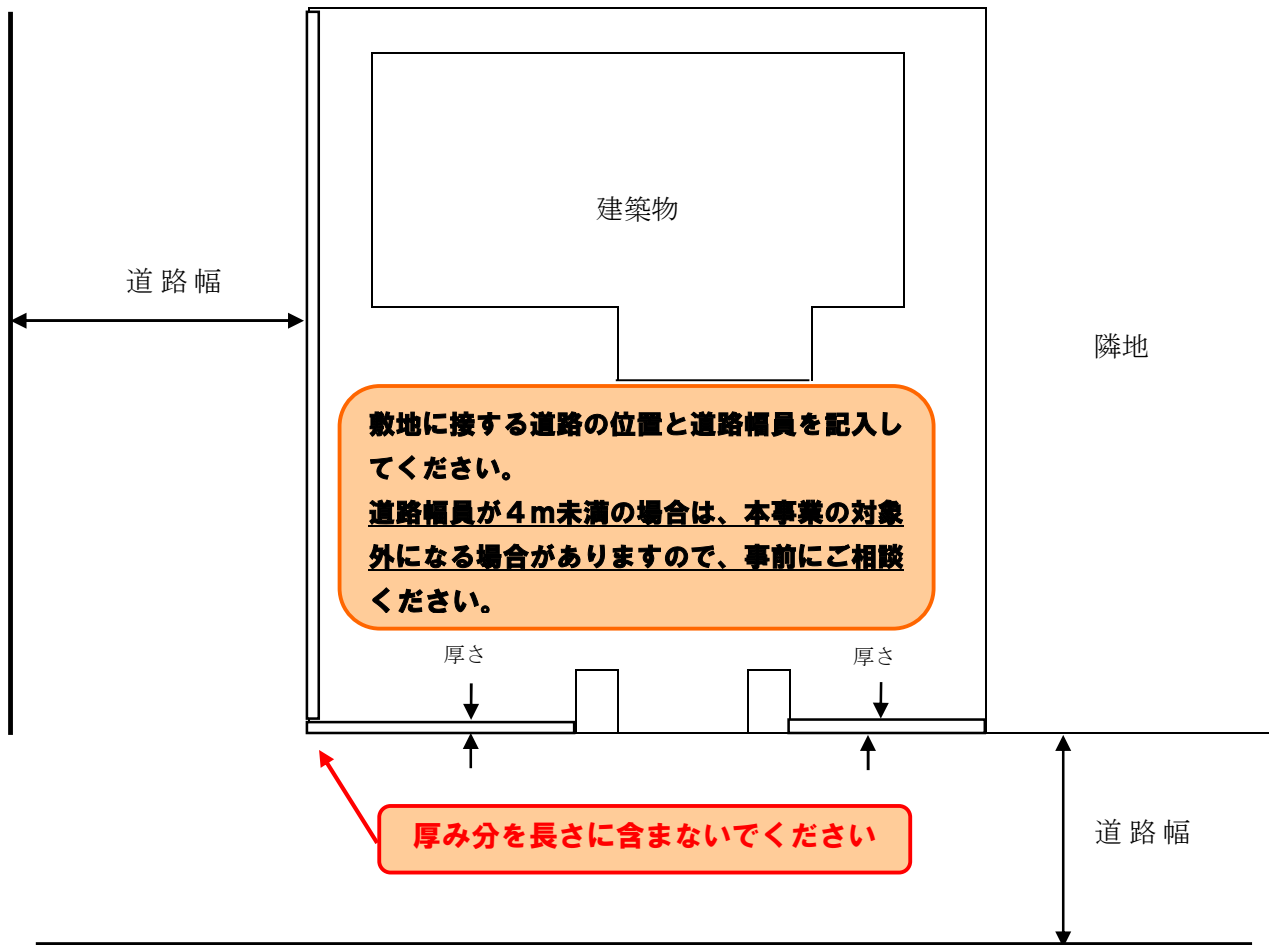 建築物
道路幅
隣地
敷地に接する道路の位置と道路幅員を記入し
てください。
道路幅員が４ｍ未満の場合は、本事業の対象
外になる場合がありますので、事前にご相談
ください。
厚さ
厚さ
厚み分を長さに含まないでください
道路幅